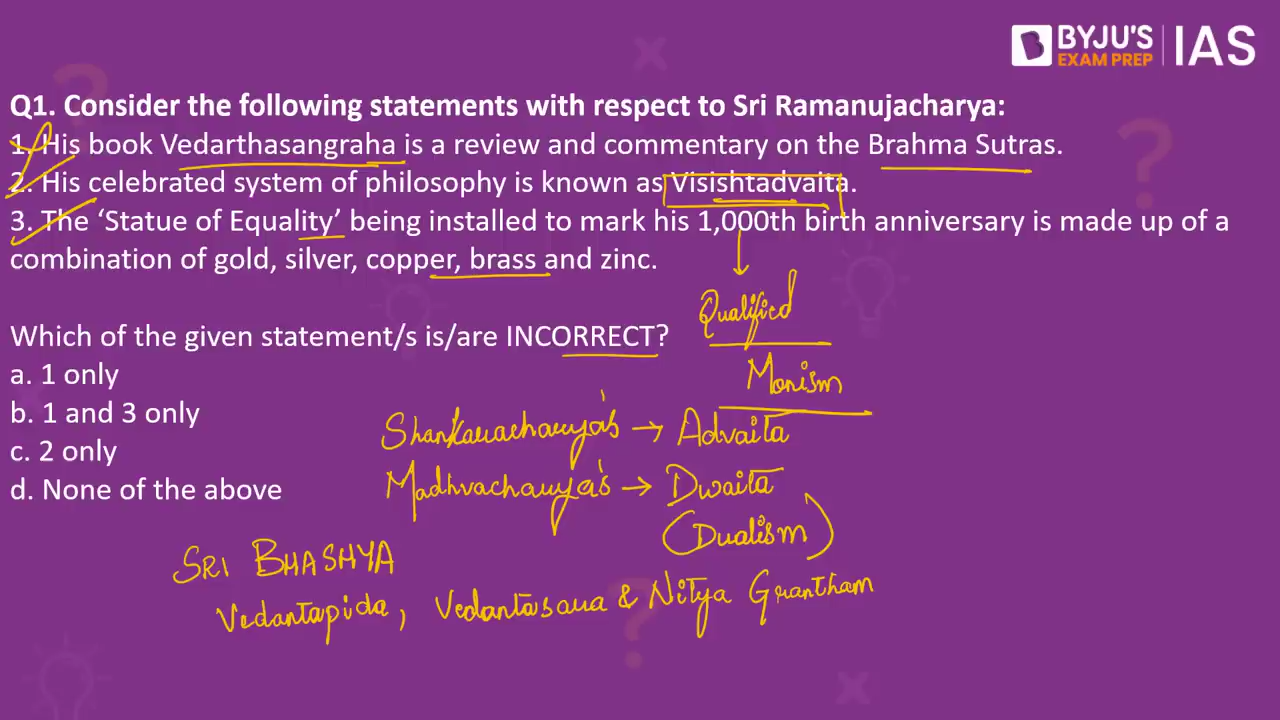 BYJU'S
EXAM PREP
IAS
Q1. Consider the following statements with respect to Sri Ramanujacharya:
1. His book Vedarthasangraha is a review and commentary on the Brahma Sutras.
2. His celebrated system of philosophy is known as Visishtadvaita.
3. The ‘Statue of Equality’ being installed to mark his 1,000th birth anniversary is made up of a
combination of gold, silver, copper, brass and zinc.
Qualified
Monism
Which of the given statement/s is/are INCORRECT?
a. 1 only
b. 1 and 3 only
c. 2 only
d. None of the above
Shankaracharya's → Advaita
Madhvacharya's → Dwaita
(Dualism)
SRI BHASHYA
Vedantapida, Vedantasara & Nitya Grantham